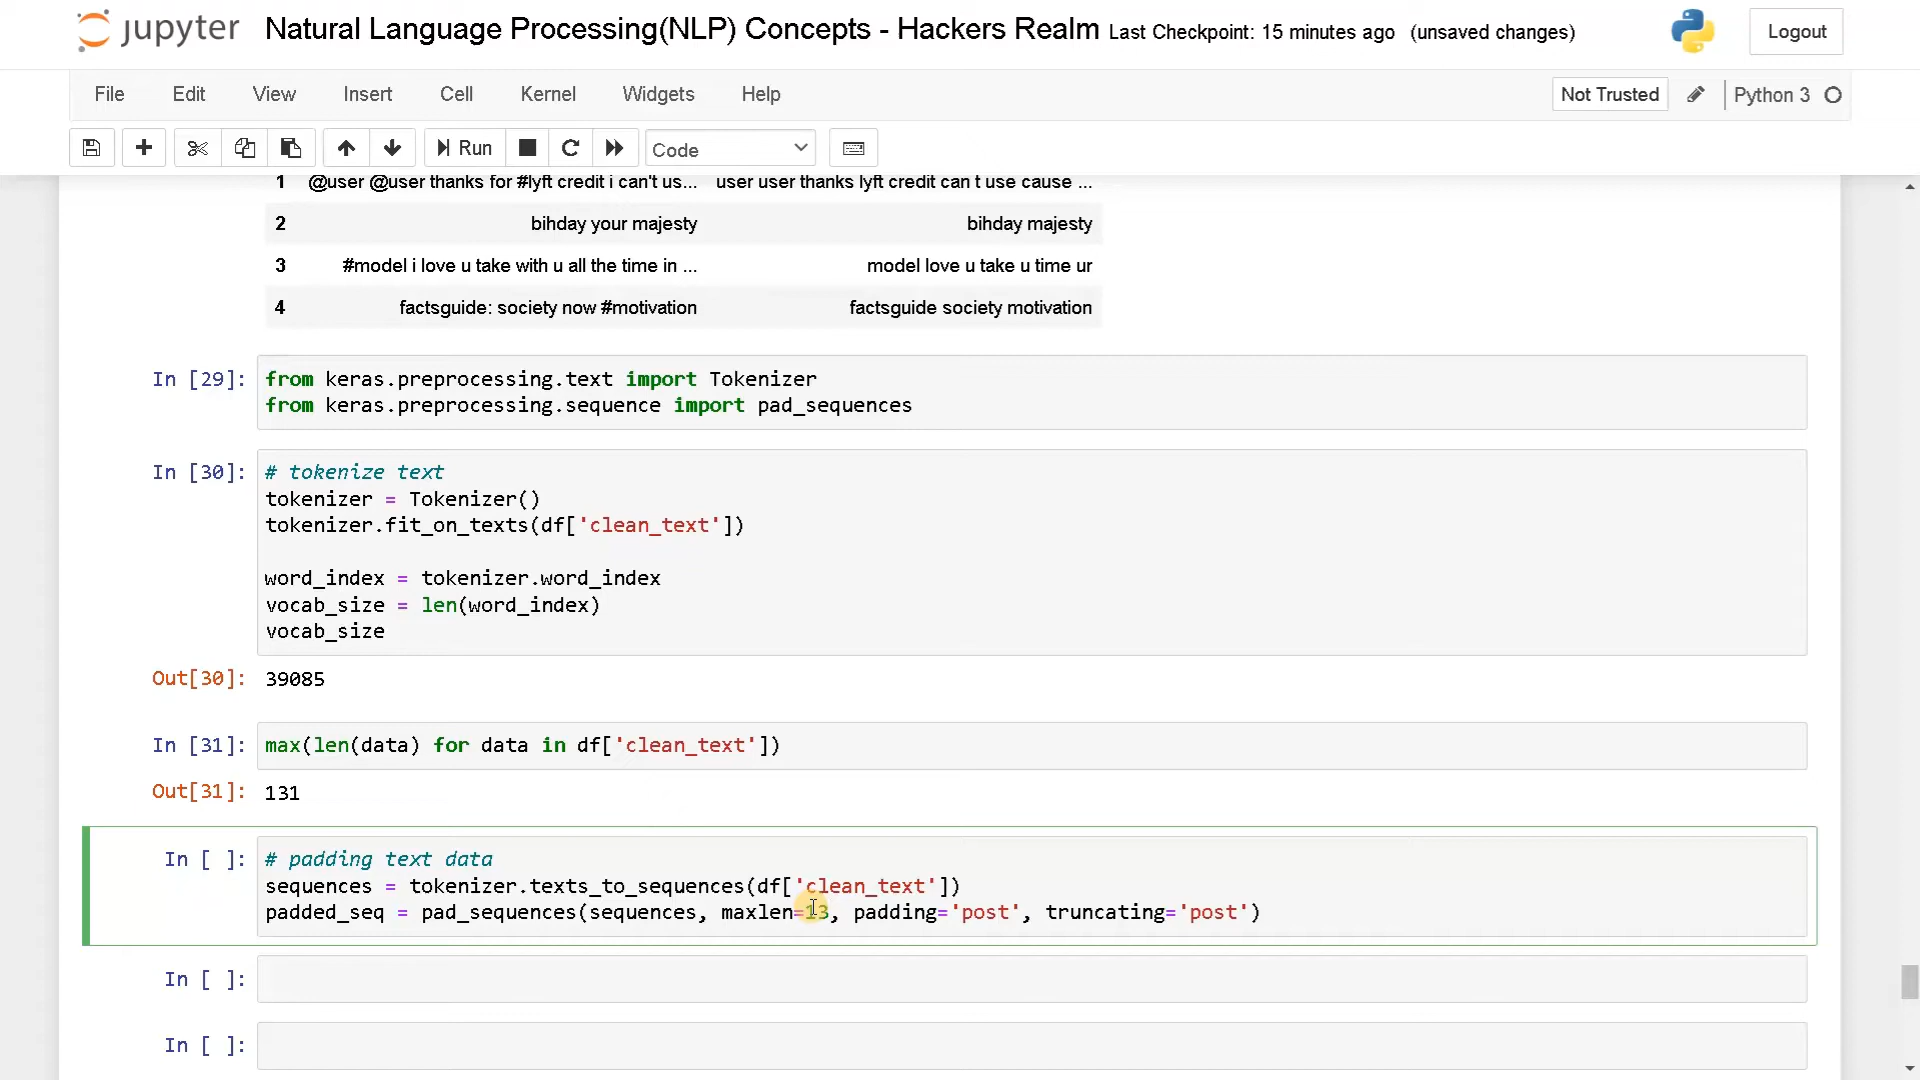 jupyter Natural Language Processing(NLP) Concepts - Hackers Realm Last Checkpoint: 15 minutes ago (unsaved changes) Logout
File Edit View Insert Cell Kernel Widgets Help Not Trusted Python 3
Run Code
1 @user @user thanks for #lyft credit i can't us... user user thanks lyft credit can t use cause ...
2 bihday your majesty bihday majesty
3 #model i love u take with u all the time in ... model love u take u time ur
4 factsguide: society now #motivation factsguide society motivation
In [29]: from keras.preprocessing.text import Tokenizer
from keras.preprocessing.sequence import pad_sequences
In [30]: # tokenize text
tokenizer = Tokenizer()
tokenizer.fit_on_texts(df['clean_text'])
word_index = tokenizer.word_index
vocab_size = len(word_index)
vocab_size
Out[30]: 39085
In [31]: max(len(data) for data in df['clean_text'])
Out[31]: 131
In [ ]: # padding text data
sequences = tokenizer.texts_to_sequences(df['clean_text'])
padded_seq = pad_sequences(sequences, maxlen=13, padding='post', truncating='post')
In [ ]:
In [ ]: